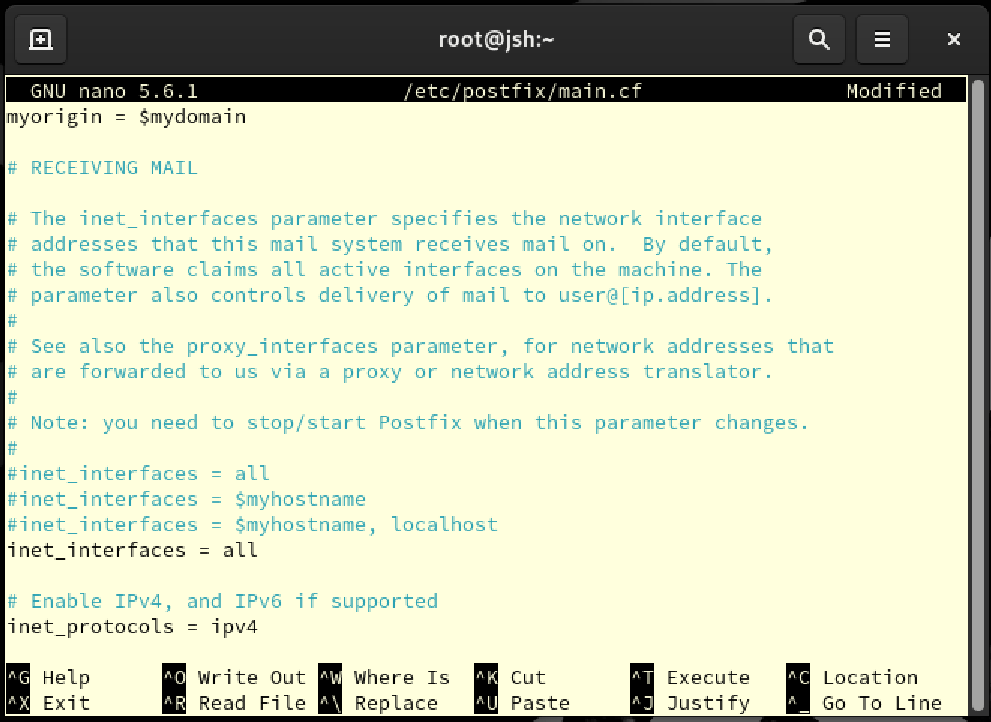 root@jsh:~
GNU nano 5.6.1 /etc/postfix/main.cf Modified
myorigin = $mydomain
# RECEIVING MAIL
# The inet_interfaces parameter specifies the network interface
# addresses that this mail system receives mail on.  By default,
# the software claims all active interfaces on the machine. The
# parameter also controls delivery of mail to user@[ip.address].
#
# See also the proxy_interfaces parameter, for network addresses that
# are forwarded to us via a proxy or network address translator.
#
# Note: you need to stop/start Postfix when this parameter changes.
#
#inet_interfaces = all
#inet_interfaces = $myhostname
#inet_interfaces = $myhostname, localhost
inet_interfaces = all
# Enable IPv4, and IPv6 if supported
inet_protocols = ipv4
^G Help ^O Write Out ^W Where Is ^K Cut ^T Execute ^C Location
^X Exit ^R Read File ^\ Replace ^U Paste ^J Justify ^_ Go To Line